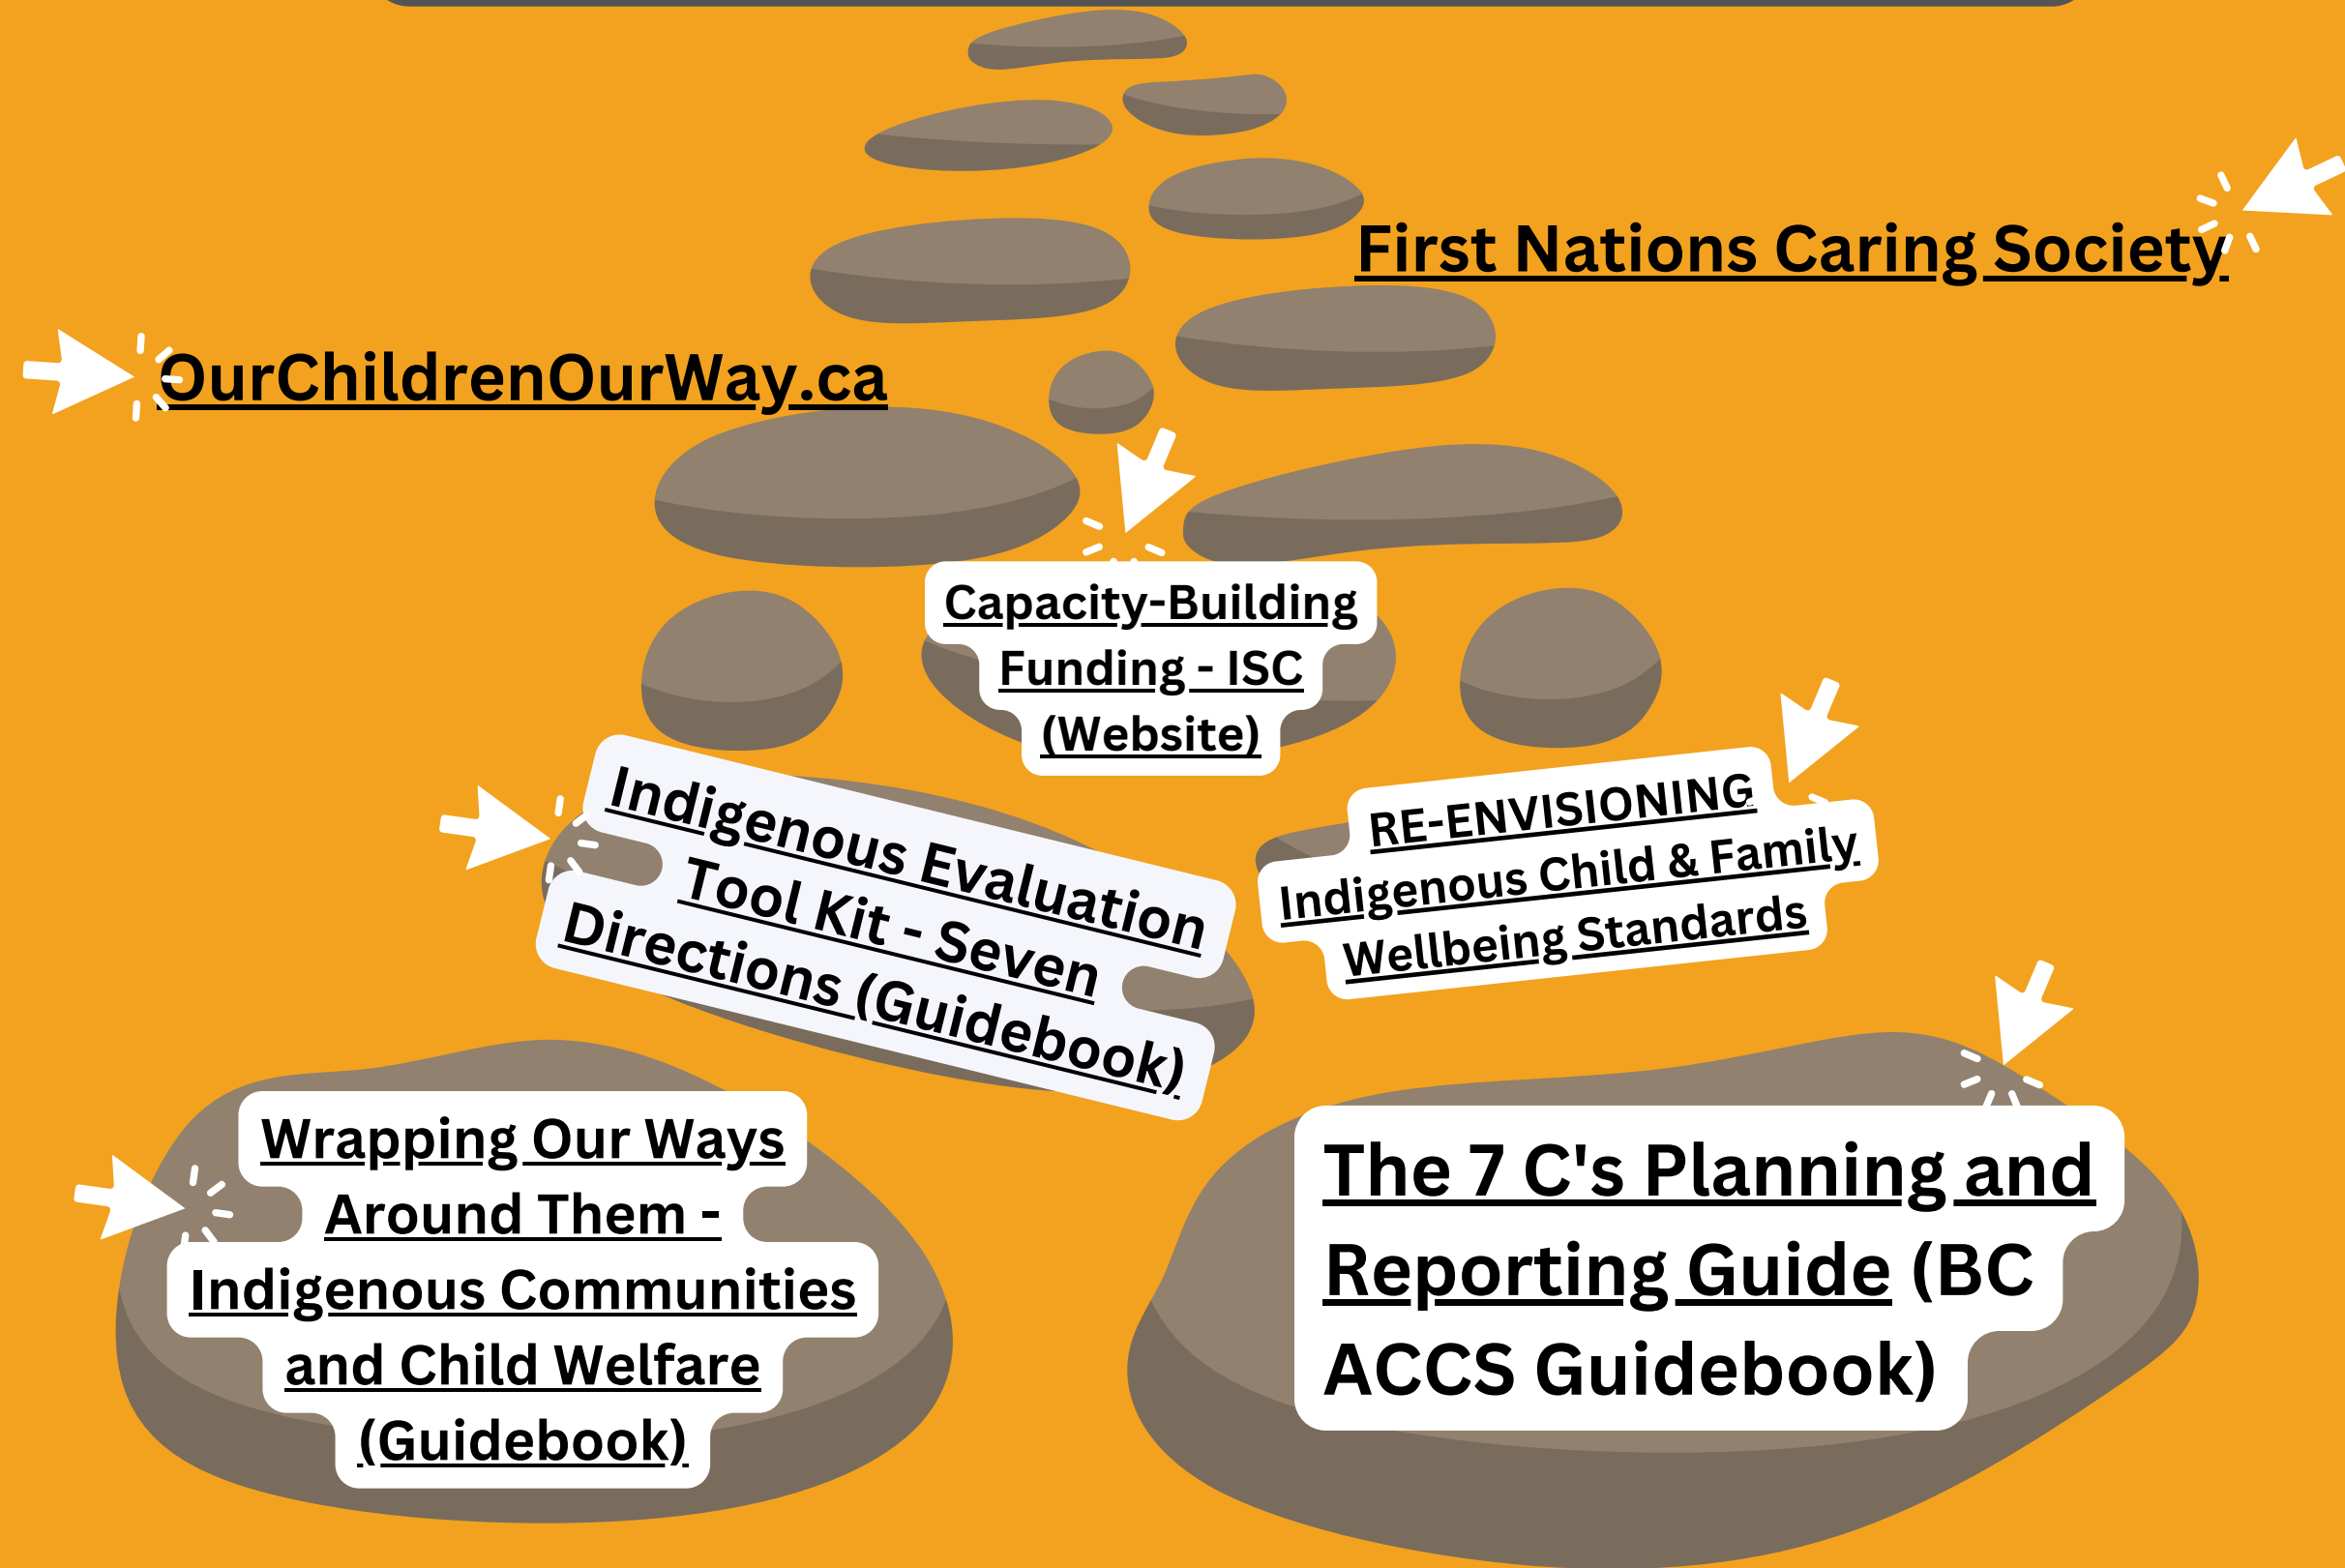 First Nations Caring Society
OurChildrenOurWay.ca
Capacity-Building
Funding - ISC
(Website)
Indigenous Evaluation
Tool Kit - Seven
Directions (Guidebook)
RE-ENVISIONING
Indigenous Child & Family
Wellbeing Standards
Wrapping Our Ways
Around Them -
Indigenous Communities
and Child Welfare
(Guidebook)
The 7 C's Planning and
Reporting Guide (BC
ACCS Guidebook)